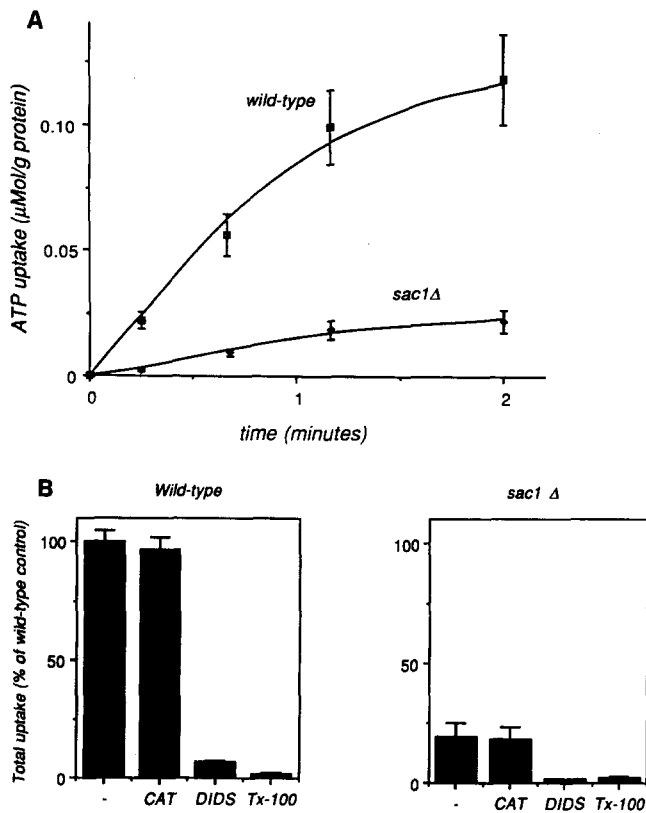 A
ATP uptake (µMol/g protein)
0.10
0.05
0
wild-type
sac1Δ
0 1 2
time (minutes)
B
Wild-type
sac1 Δ
Total uptake (% of wild-type control)
100
50
0
- CAT DIDS Tx-100
100
50
0
- CAT DIDS Tx-100